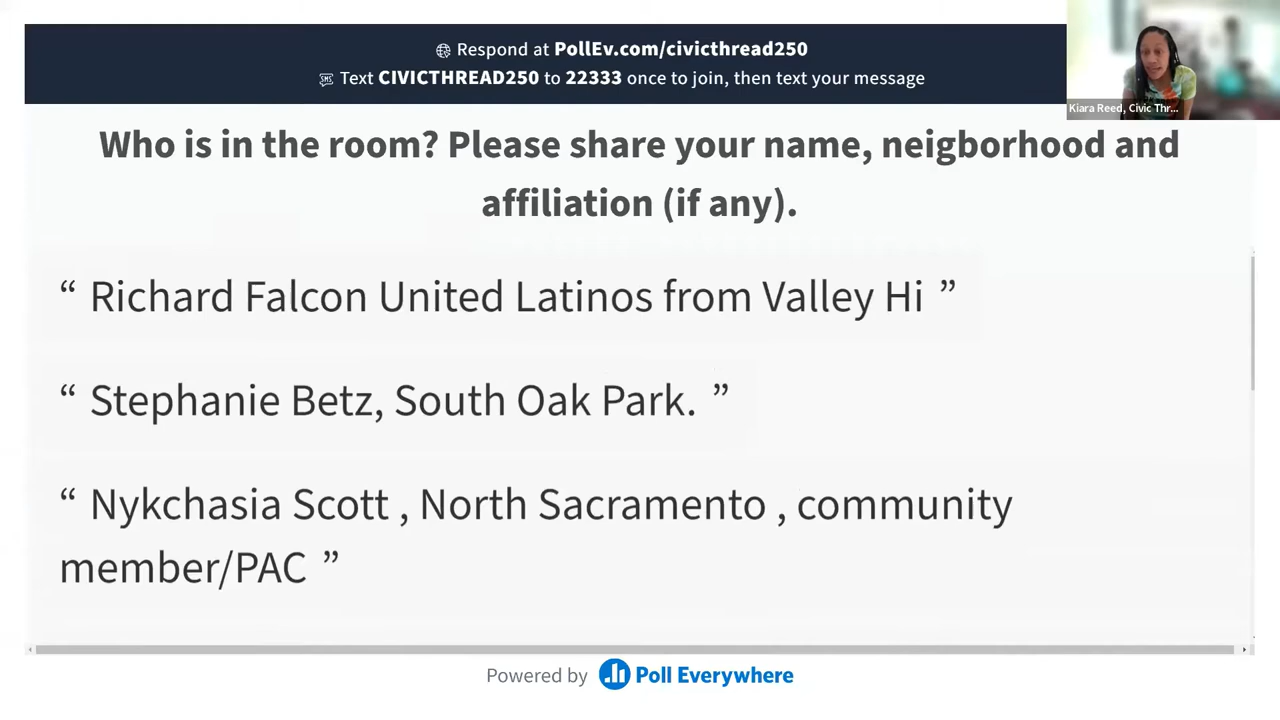 Respond at PollEv.com/civicthread250
Text CIVICTHREAD250 to 22333 once to join, then text your message
Kiara Reed, Civic Thr...
Who is in the room? Please share your name, neigborhood and
affiliation (if any).
“ Richard Falcon United Latinos from Valley Hi ”
“ Stephanie Betz, South Oak Park. ”
“ Nykchasia Scott , North Sacramento , community
member/PAC ”
Powered by Poll Everywhere